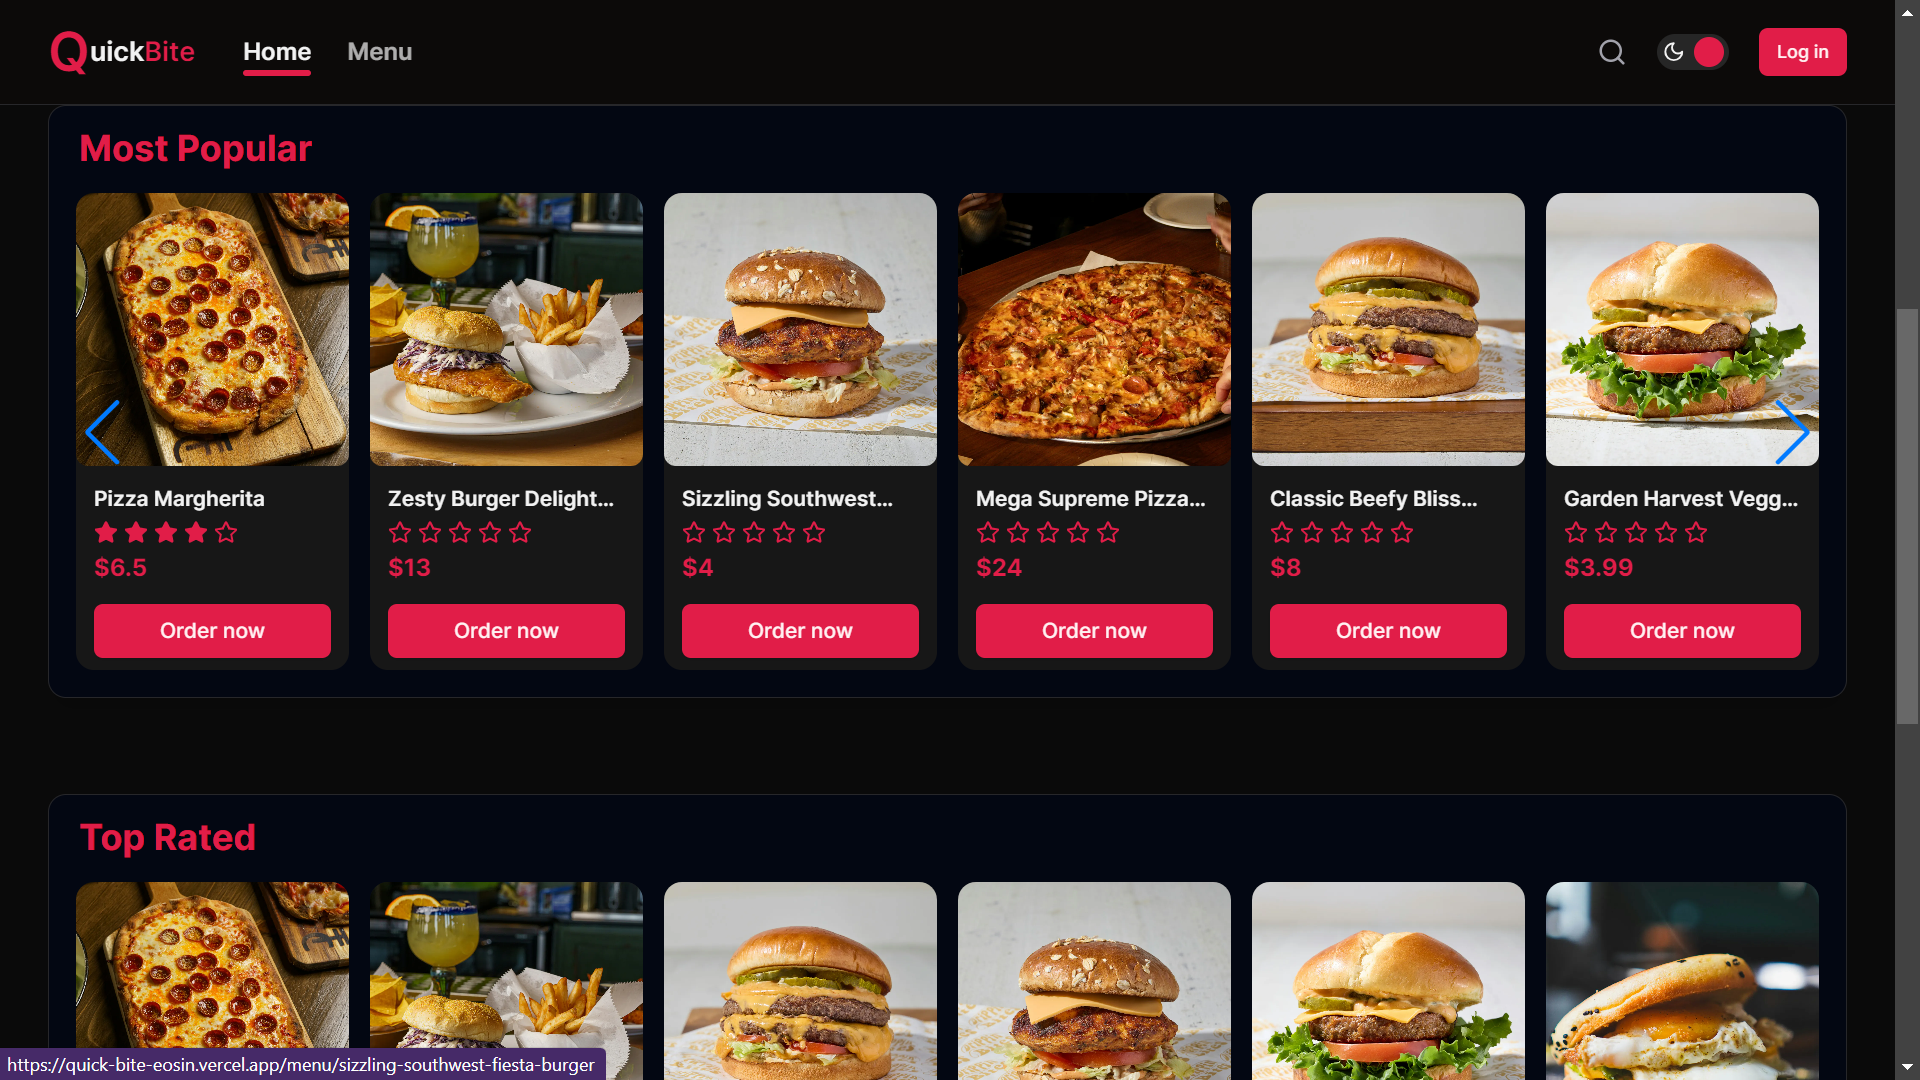 QuickBite
Home
Menu
Log in
Most Popular
Pizza Margherita
$6.5
Order now
Zesty Burger Delight...
$13
Order now
Sizzling Southwest...
$4
Order now
Mega Supreme Pizza...
$24
Order now
Classic Beefy Bliss...
$8
Order now
Garden Harvest Vegg...
$3.99
Order now
Top Rated
https://quick-bite-eosin.vercel.app/menu/sizzling-southwest-fiesta-burger